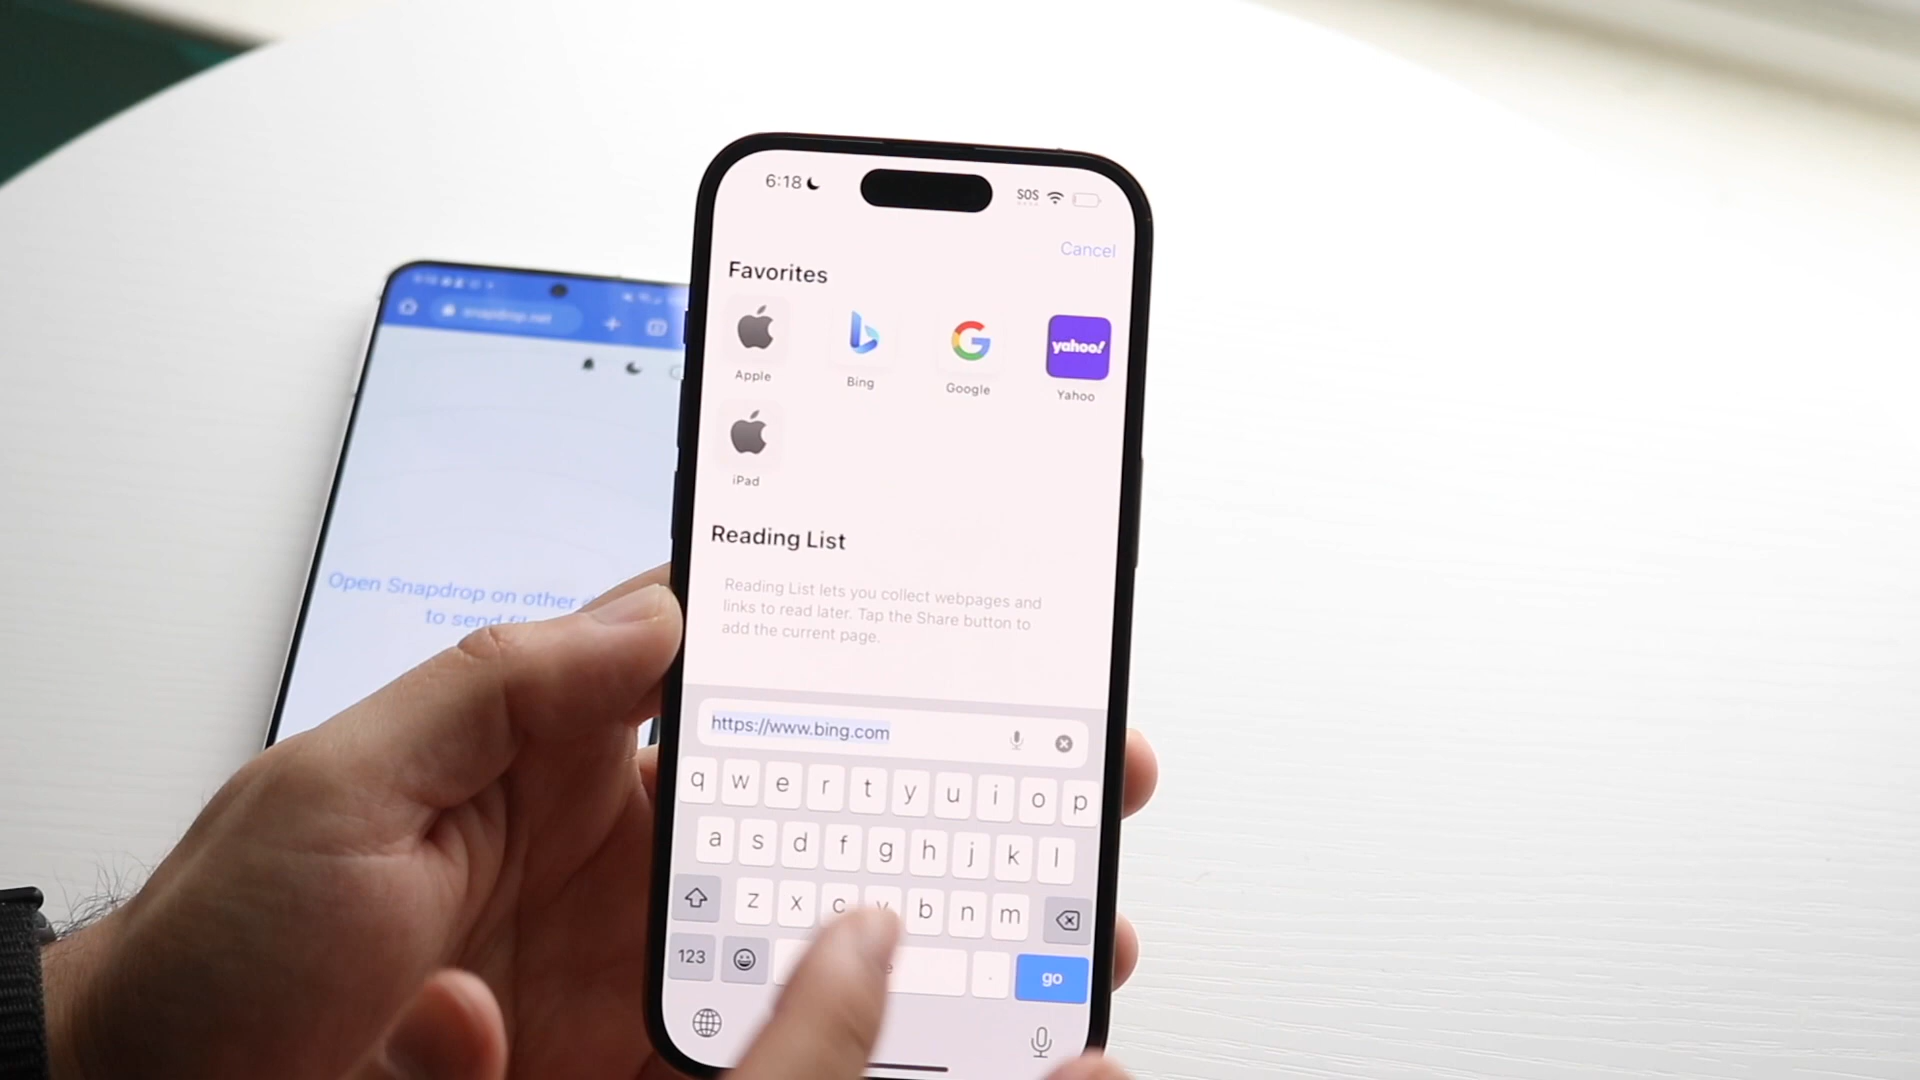 6:18
SOS
Cancel
Favorites
Apple
Bing
Google
yahoo!
Yahoo
iPad
Reading List
Reading List lets you collect webpages and
links to read later. Tap the Share button to
add the current page.
https://www.bing.com
q w e r t y u i o p
a s d f g h j k l
z x c v b n m
123
.
go
snapdrop.net
Open Snapdrop on other
to send